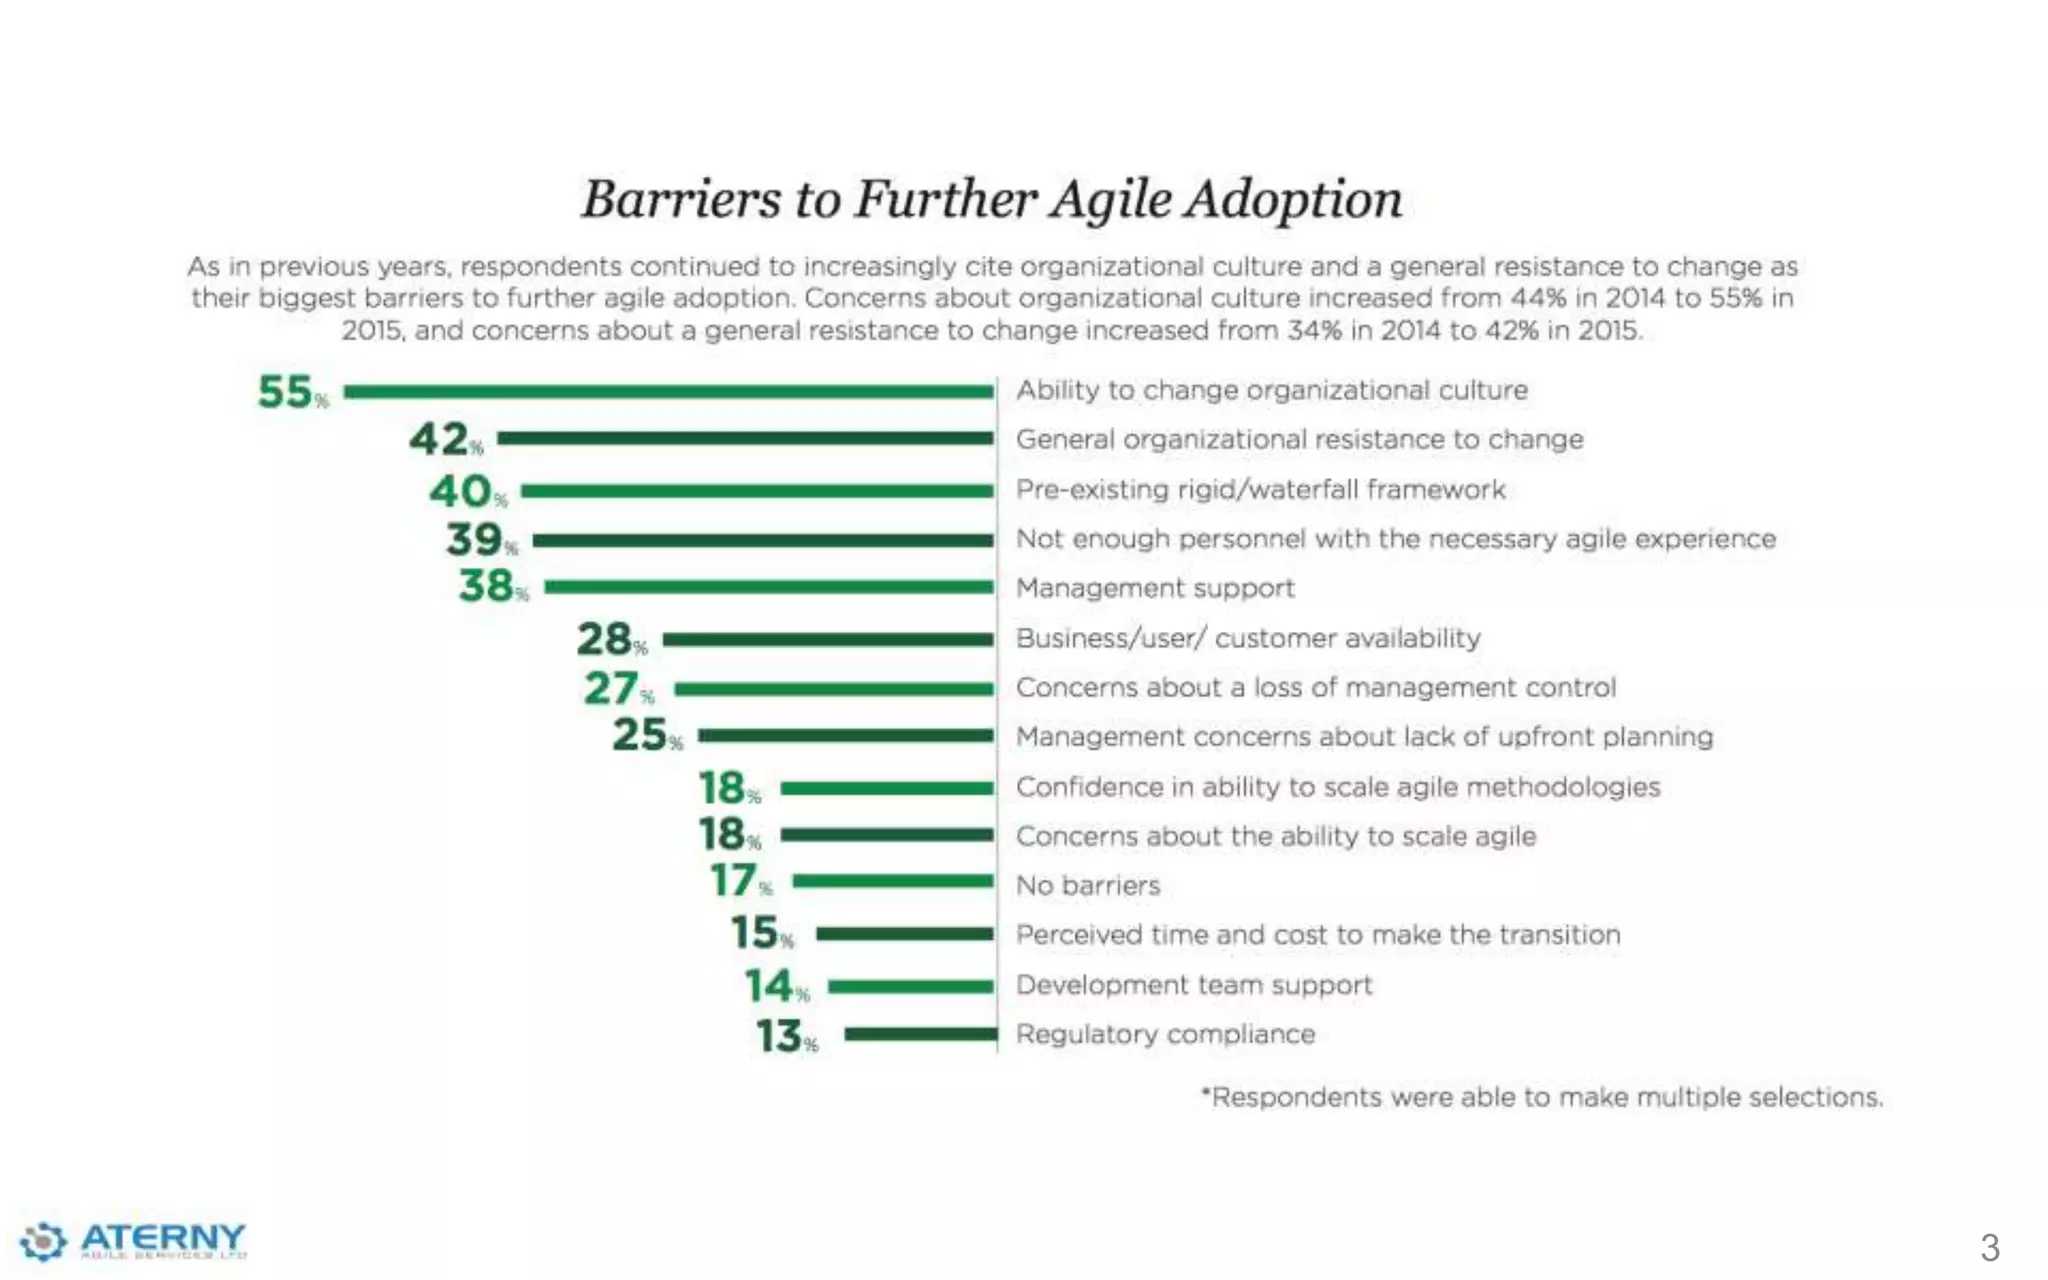 Barriers to Further Agile Adoption
As in previous years, respondents continued to increasingly cite organizational culture and a general resistance to change as
their biggest barriers to further agile adoption. Concerns about organizational culture increased from 44% in 2014 to 55% in
2015, and concerns about a general resistance to change increased from 34% in 2014 to 42% in 2015.
55% Ability to change organizational culture
42% General organizational resistance to change
40% Pre-existing rigid/waterfall framework
39% Not enough personnel with the necessary agile experience
38% Management support
28% Business/user/ customer availability
27% Concerns about a loss of management control
25% Management concerns about lack of upfront planning
18% Confidence in ability to scale agile methodologies
18% Concerns about the ability to scale agile
17% No barriers
15% Perceived time and cost to make the transition
14% Development team support
13% Regulatory compliance
*Respondents were able to make multiple selections.
ATERNY
AGILE SERVICES LTD
3